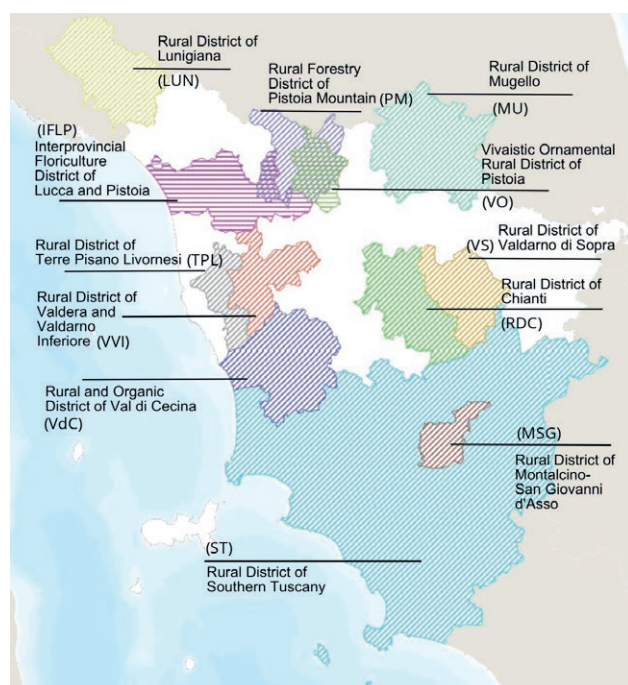 Rural District of
Lunigiana
(LUN)
Rural Forestry
District of
Pistoia Mountain (PM)
Rural District of
Mugello
(MU)
(IFLP)
Interprovincial
Floriculture
District of
Lucca and Pistoia
Vivaistic Ornamental
Rural District of
Pistoia
(VO)
Rural District of
(VS) Valdarno di Sopra
Rural District of
Terre Pisano Livornesi (TPL)
Rural District of
Chianti
(RDC)
Rural District of
Valdera and
Valdarno
Inferiore (VVI)
Rural and Organic
District of Val di Cecina
(VdC)
(MSG)
Rural District of
Montalcino-
San Giovanni
d'Asso
(ST)
Rural District of
Southern Tuscany